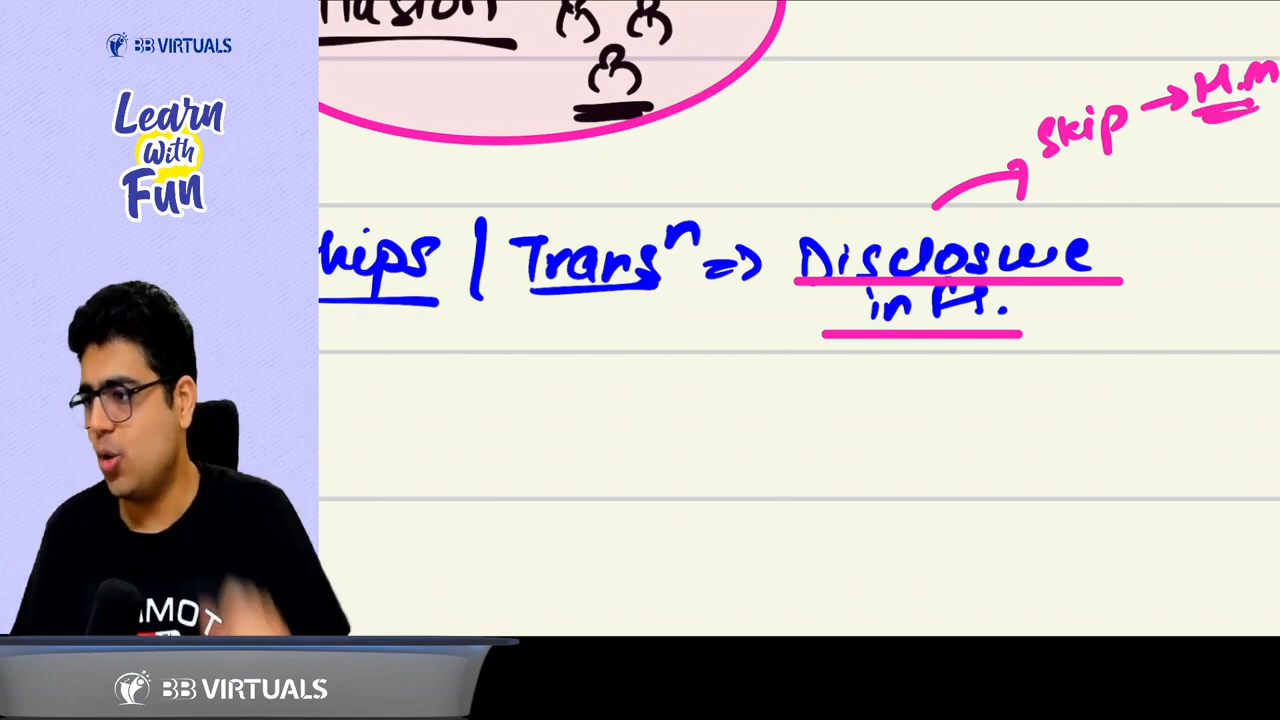 BB VIRTUALS
Learn
With
Fun
skip → H.M
hips | Transⁿ => Disclosure
in
BB VIRTUALS